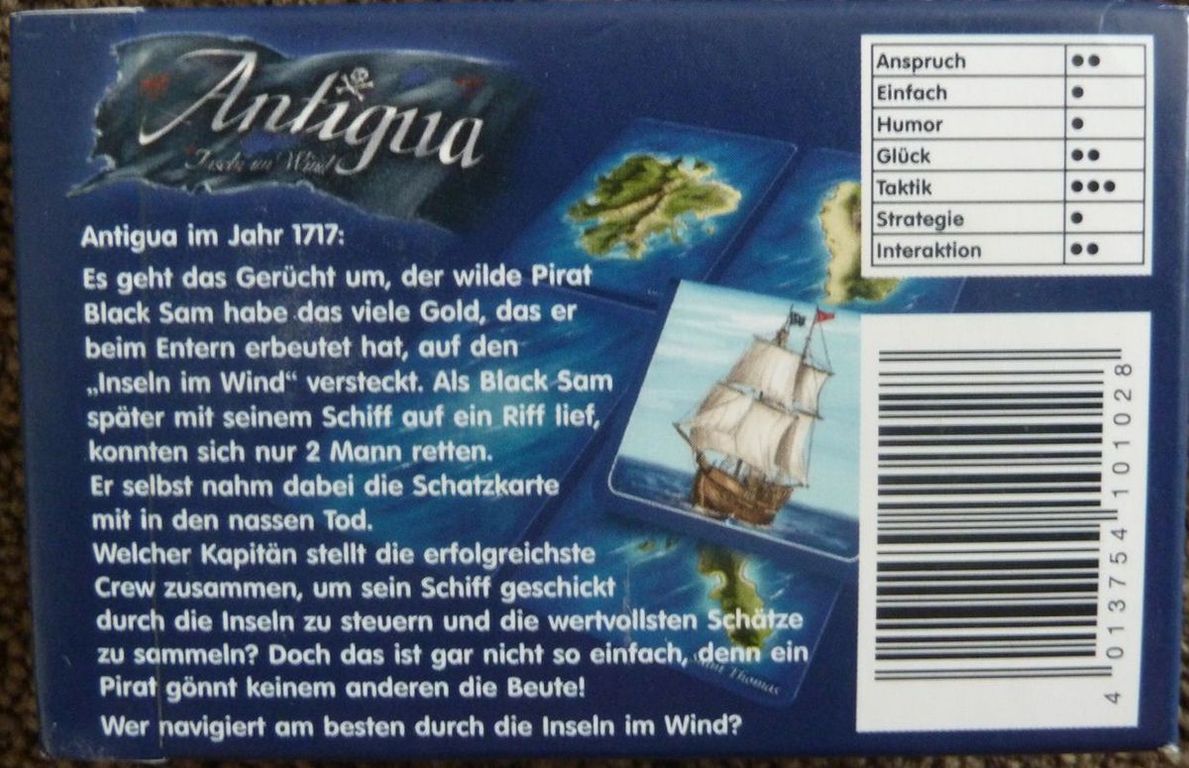 Antigua
Inseln im Wind
Antigua im Jahr 1717:
Es geht das Gerücht um, der wilde Pirat
Black Sam habe das viele Gold, das er
beim Entern erbeutet hat, auf den
„Inseln im Wind“ versteckt. Als Black Sam
später mit seinem Schiff auf ein Riff lief,
konnten sich nur 2 Mann retten.
Er selbst nahm dabei die Schatzkarte
mit in den nassen Tod.
Welcher Kapitän stellt die erfolgreichste
Crew zusammen, um sein Schiff geschickt
durch die Inseln zu steuern und die wertvollsten Schätze
zu sammeln? Doch das ist gar nicht so einfach, denn ein
Pirat gönnt keinem anderen die Beute!
Wer navigiert am besten durch die Inseln im Wind?
Saint Thomas
Anspruch ●●
Einfach ●
Humor ●
Glück ●●
Taktik ●●●
Strategie ●
Interaktion ●●
4 013754 101028